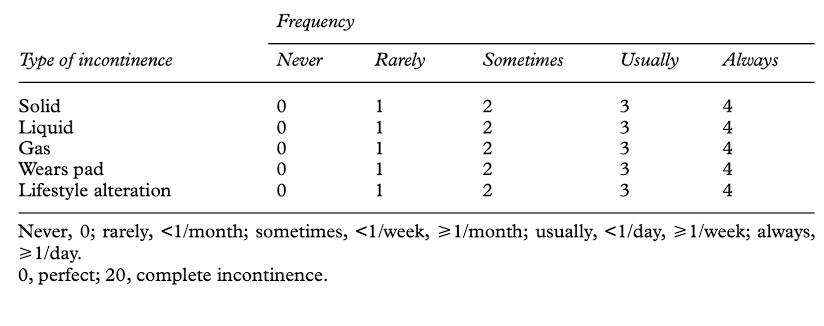 Frequency
Type of incontinence Never Rarely Sometimes Usually Always
Solid 0 1 2 3 4
Liquid 0 1 2 3 4
Gas 0 1 2 3 4
Wears pad 0 1 2 3 4
Lifestyle alteration 0 1 2 3 4
Never, 0; rarely, <1/month; sometimes, <1/week, ⩾1/month; usually, <1/day, ⩾1/week; always,
⩾1/day.
0, perfect; 20, complete incontinence.